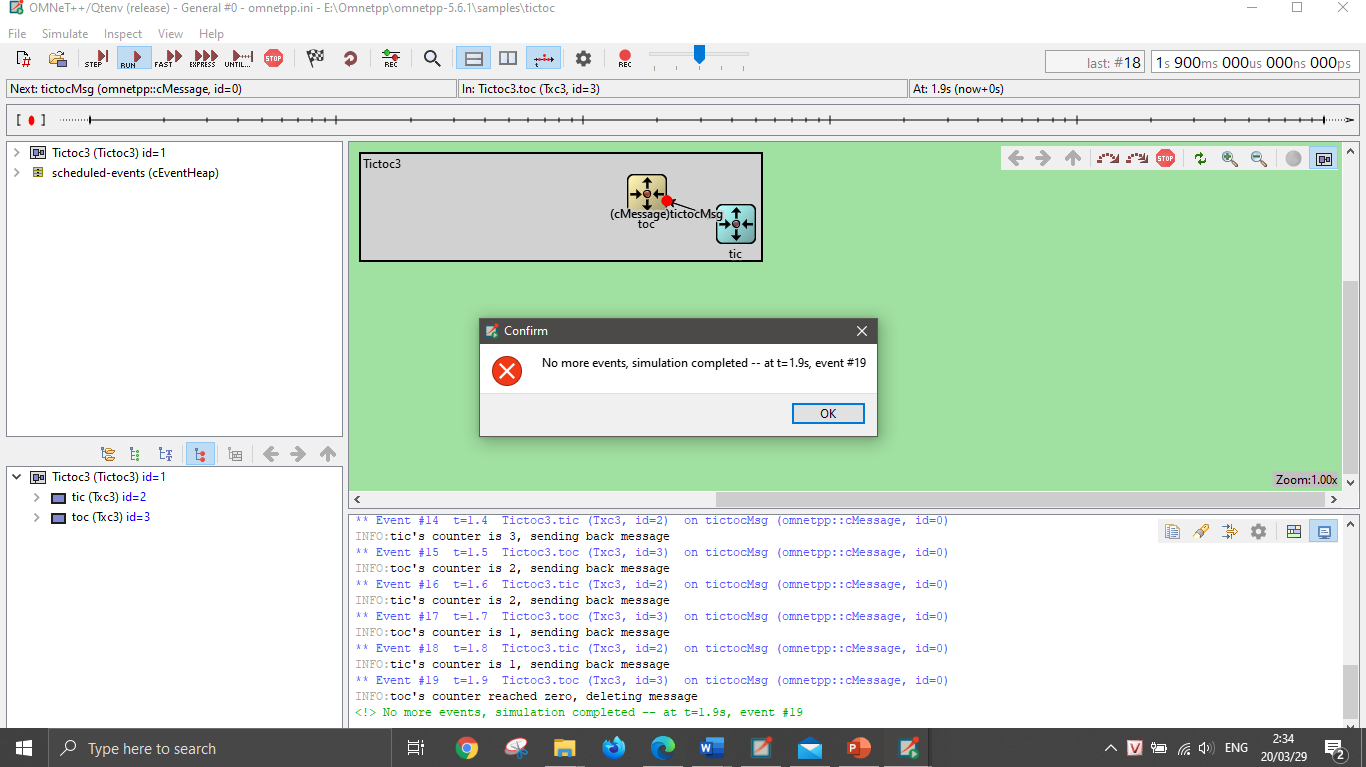 OMNeT++/Qtenv (release) - General #0 - omnetpp.ini - E:\Omnetpp\omnetpp-5.6.1\samples\tictoc
File Simulate Inspect View Help
STEP RUN FAST EXPRESS UNTIL... STOP REC REC
last: #18 1s 900ms 000us 000ns 000ps
Next: tictocMsg (omnetpp::cMessage, id=0) In: Tictoc3.toc (Txc3, id=3) At: 1.9s (now+0s)
Tictoc3 (Tictoc3) id=1
scheduled-events (cEventHeap)
Tictoc3
(cMessage)tictocMsg
toc
tic
STOP
Confirm
No more events, simulation completed -- at t=1.9s, event #19
OK
Zoom:1.00x
Tictoc3 (Tictoc3) id=1
tic (Txc3) id=2
toc (Txc3) id=3
** Event #14 t=1.4 Tictoc3.tic (Txc3, id=2) on tictocMsg (omnetpp::cMessage, id=0)
INFO:tic's counter is 3, sending back message
** Event #15 t=1.5 Tictoc3.toc (Txc3, id=3) on tictocMsg (omnetpp::cMessage, id=0)
INFO:toc's counter is 2, sending back message
** Event #16 t=1.6 Tictoc3.tic (Txc3, id=2) on tictocMsg (omnetpp::cMessage, id=0)
INFO:tic's counter is 2, sending back message
** Event #17 t=1.7 Tictoc3.toc (Txc3, id=3) on tictocMsg (omnetpp::cMessage, id=0)
INFO:toc's counter is 1, sending back message
** Event #18 t=1.8 Tictoc3.tic (Txc3, id=2) on tictocMsg (omnetpp::cMessage, id=0)
INFO:tic's counter is 1, sending back message
** Event #19 t=1.9 Tictoc3.toc (Txc3, id=3) on tictocMsg (omnetpp::cMessage, id=0)
INFO:toc's counter reached zero, deleting message
<!> No more events, simulation completed -- at t=1.9s, event #19
Type here to search
ENG
2:34
20/03/29
2